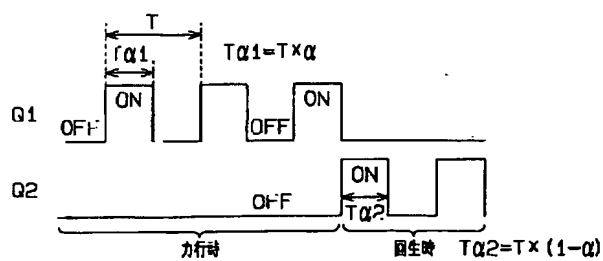 T
Tα1
Tα1=T×α
Q1
OFF
ON
OFF
ON
Q2
OFF
ON
Tα2
力行時
回生時
Tα2=T×(1-α)